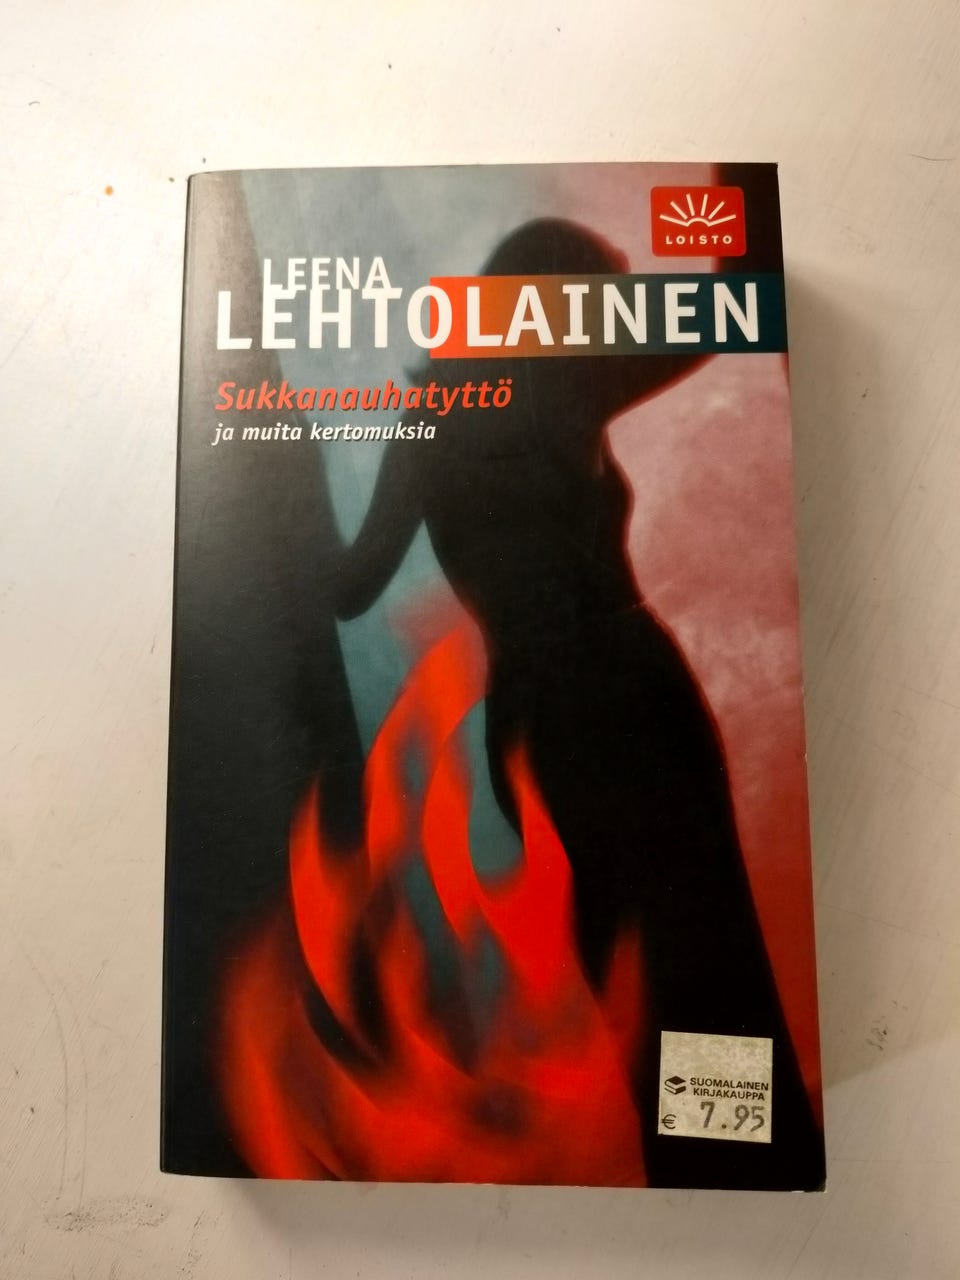 LOISTO
LEENA
LEHTOLAINEN
Sukkanauhatyttö
ja muita kertomuksia
SUOMALAINEN
KIRJAKAUPPA
€ 7.95